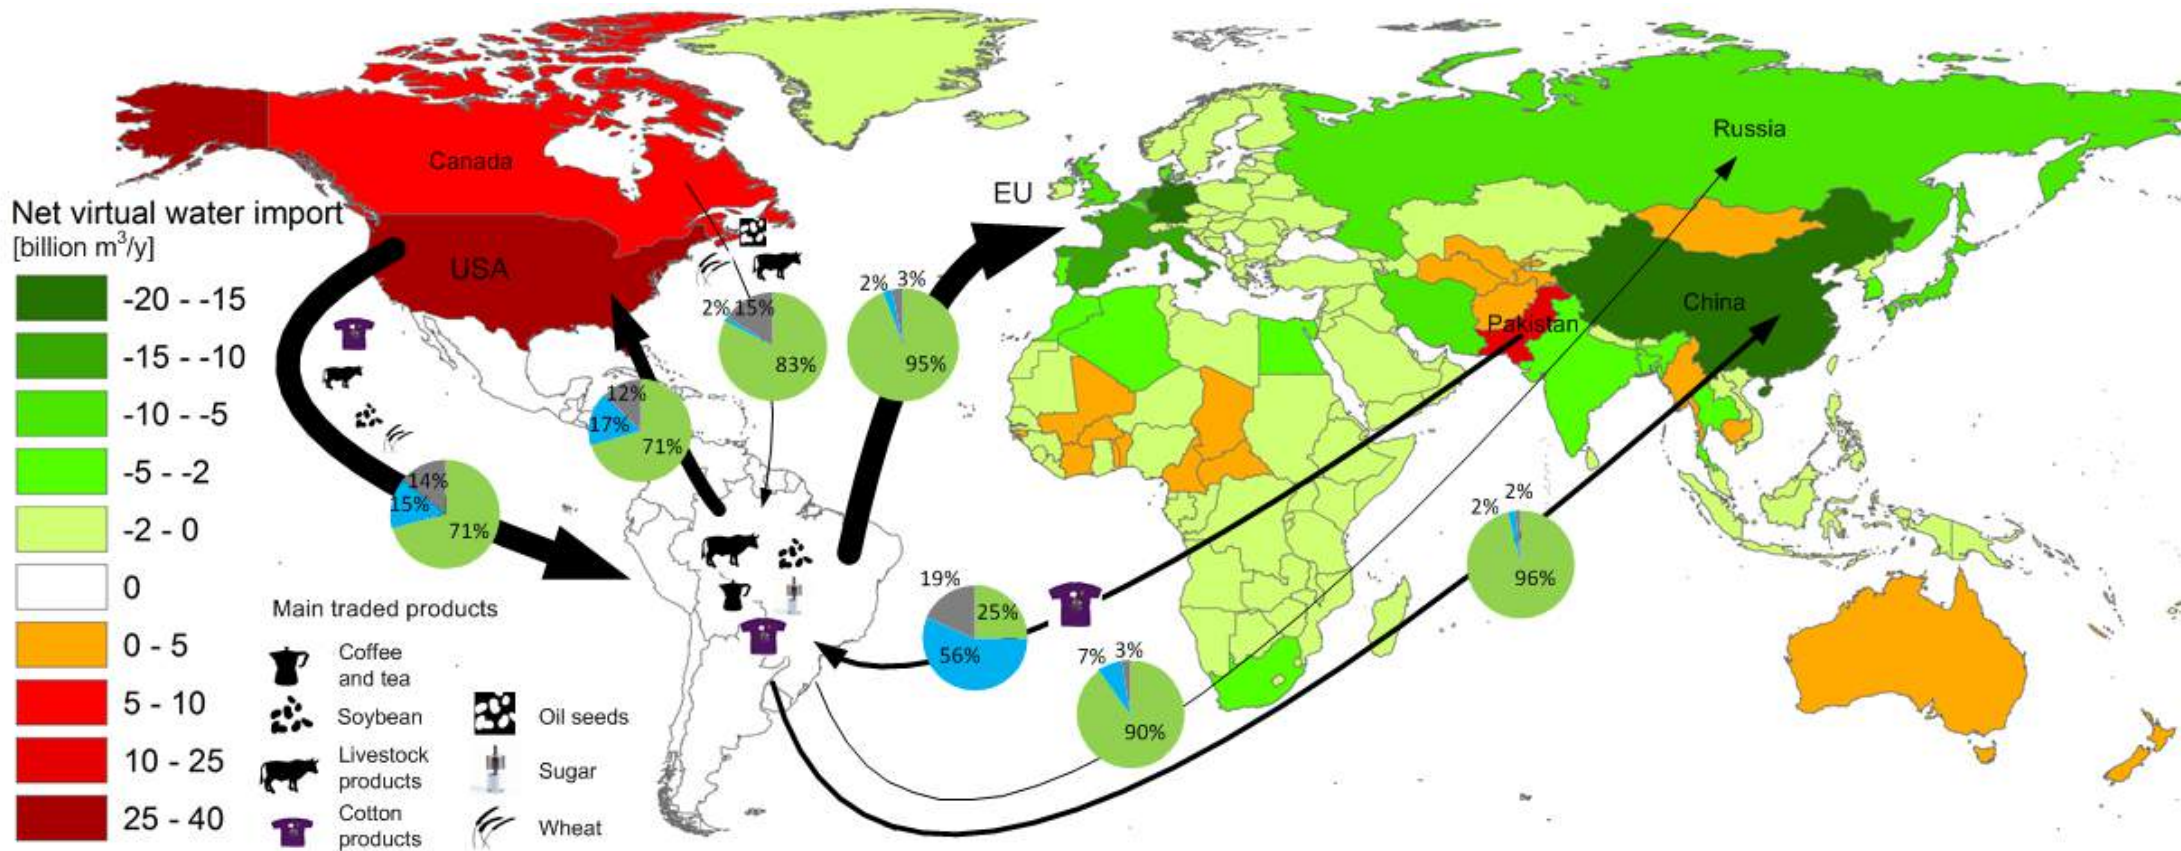 Canada
USA
EU
Russia
China
Pakistan
Net virtual water import
[billion m³/y]
-20 - -15
-15 - -10
-10 - -5
-5 - -2
-2 - 0
0
0 - 5
5 - 10
10 - 25
25 - 40
2%
15%
83%
2%
3%
95%
12%
17%
71%
14%
15%
71%
19%
25%
56%
7%
3%
90%
2%
2%
96%
Main traded products
Coffee
and tea
Soybean
Livestock
products
Cotton
products
Oil seeds
Sugar
Wheat